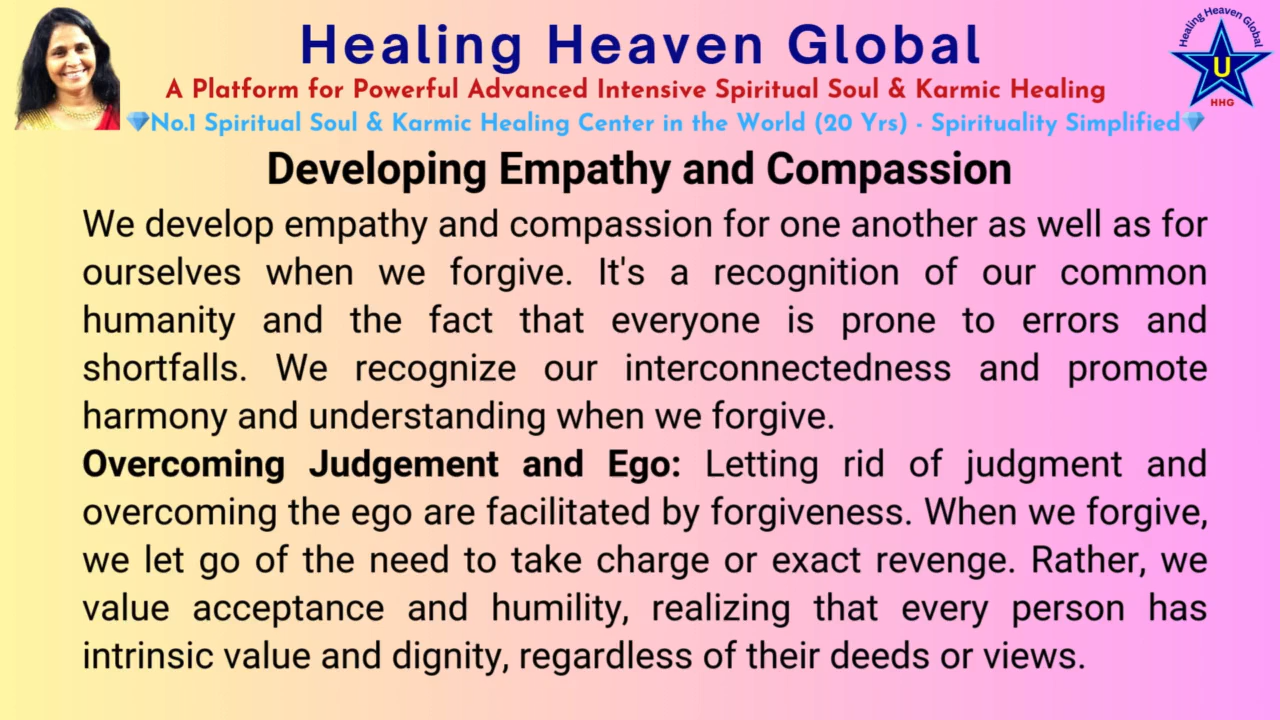 Healing Heaven Global
A Platform for Powerful Advanced Intensive Spiritual Soul & Karmic Healing
💎No.1 Spiritual Soul & Karmic Healing Center in the World (20 Yrs) - Spirituality Simplified💎
Healing Heaven Global
U
HHG
Developing Empathy and Compassion
We develop empathy and compassion for one another as well as for
ourselves when we forgive. It's a recognition of our common
humanity and the fact that everyone is prone to errors and
shortfalls. We recognize our interconnectedness and promote
harmony and understanding when we forgive.
Overcoming Judgement and Ego: Letting rid of judgment and
overcoming the ego are facilitated by forgiveness. When we forgive,
we let go of the need to take charge or exact revenge. Rather, we
value acceptance and humility, realizing that every person has
intrinsic value and dignity, regardless of their deeds or views.